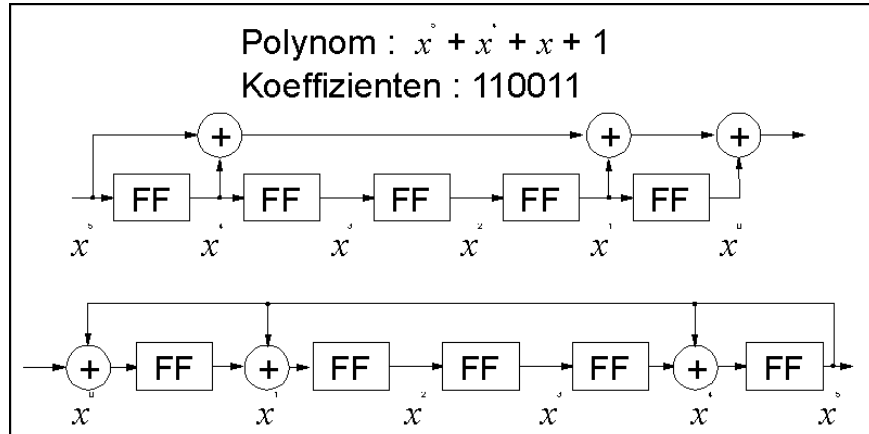 Polynom : x⁵ + x⁴ + x + 1
Koeffizienten : 110011
+ + +
FF FF FF FF FF
x⁵ x⁴ x³ x² x¹ x⁰
+ + +
FF FF FF FF FF
x⁰ x¹ x² x³ x⁴ x⁵